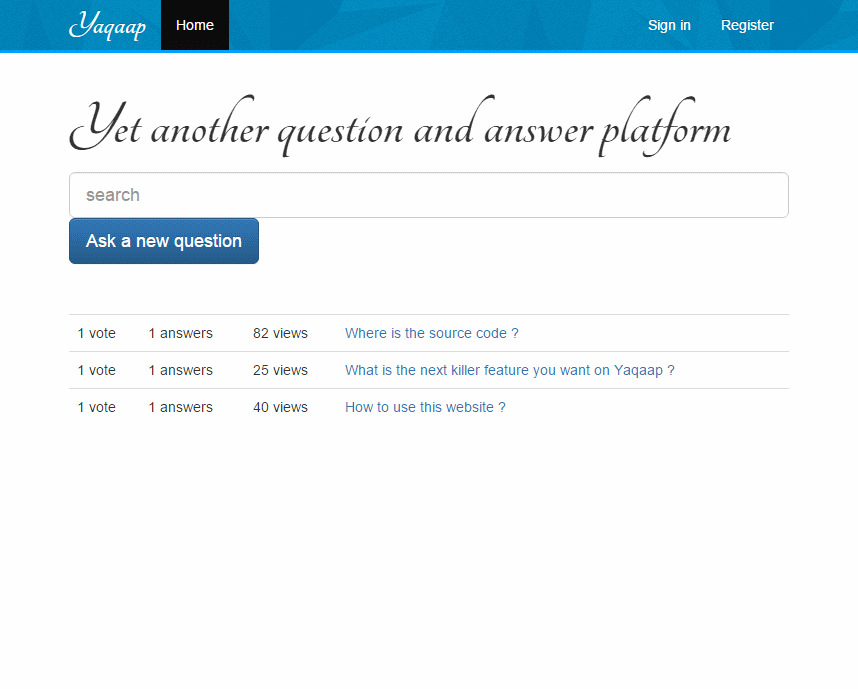 Yaqaap Home Sign in Register
Yet another question and answer platform
search
Ask a new question
1 vote 1 answers 82 views Where is the source code ?
1 vote 1 answers 25 views What is the next killer feature you want on Yaqaap ?
1 vote 1 answers 40 views How to use this website ?